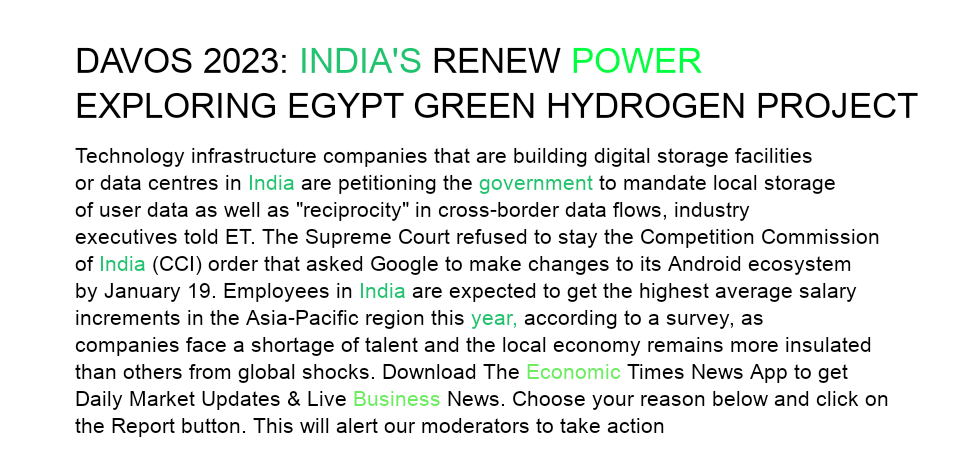 DAVOS 2023: INDIA'S RENEW POWER
EXPLORING EGYPT GREEN HYDROGEN PROJECT
Technology infrastructure companies that are building digital storage facilities
or data centres in India are petitioning the government to mandate local storage
of user data as well as "reciprocity" in cross-border data flows, industry
executives told ET. The Supreme Court refused to stay the Competition Commission
of India (CCI) order that asked Google to make changes to its Android ecosystem
by January 19. Employees in India are expected to get the highest average salary
increments in the Asia-Pacific region this year, according to a survey, as
companies face a shortage of talent and the local economy remains more insulated
than others from global shocks. Download The Economic Times News App to get
Daily Market Updates & Live Business News. Choose your reason below and click on
the Report button. This will alert our moderators to take action